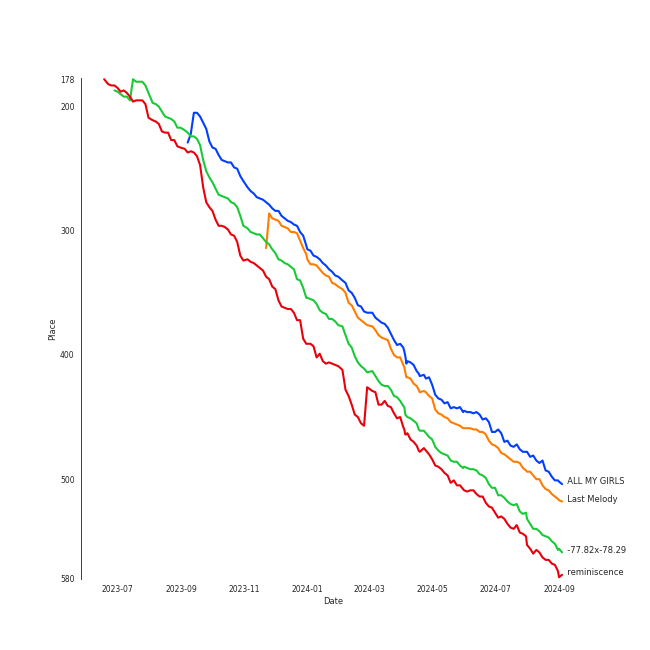 178
200
300
400
500
580
Place
2023-07
2023-09
2023-11
2024-01
2024-03
2024-05
2024-07
2024-09
Date
ALL MY GIRLS
Last Melody
-77.82x-78.29
reminiscence